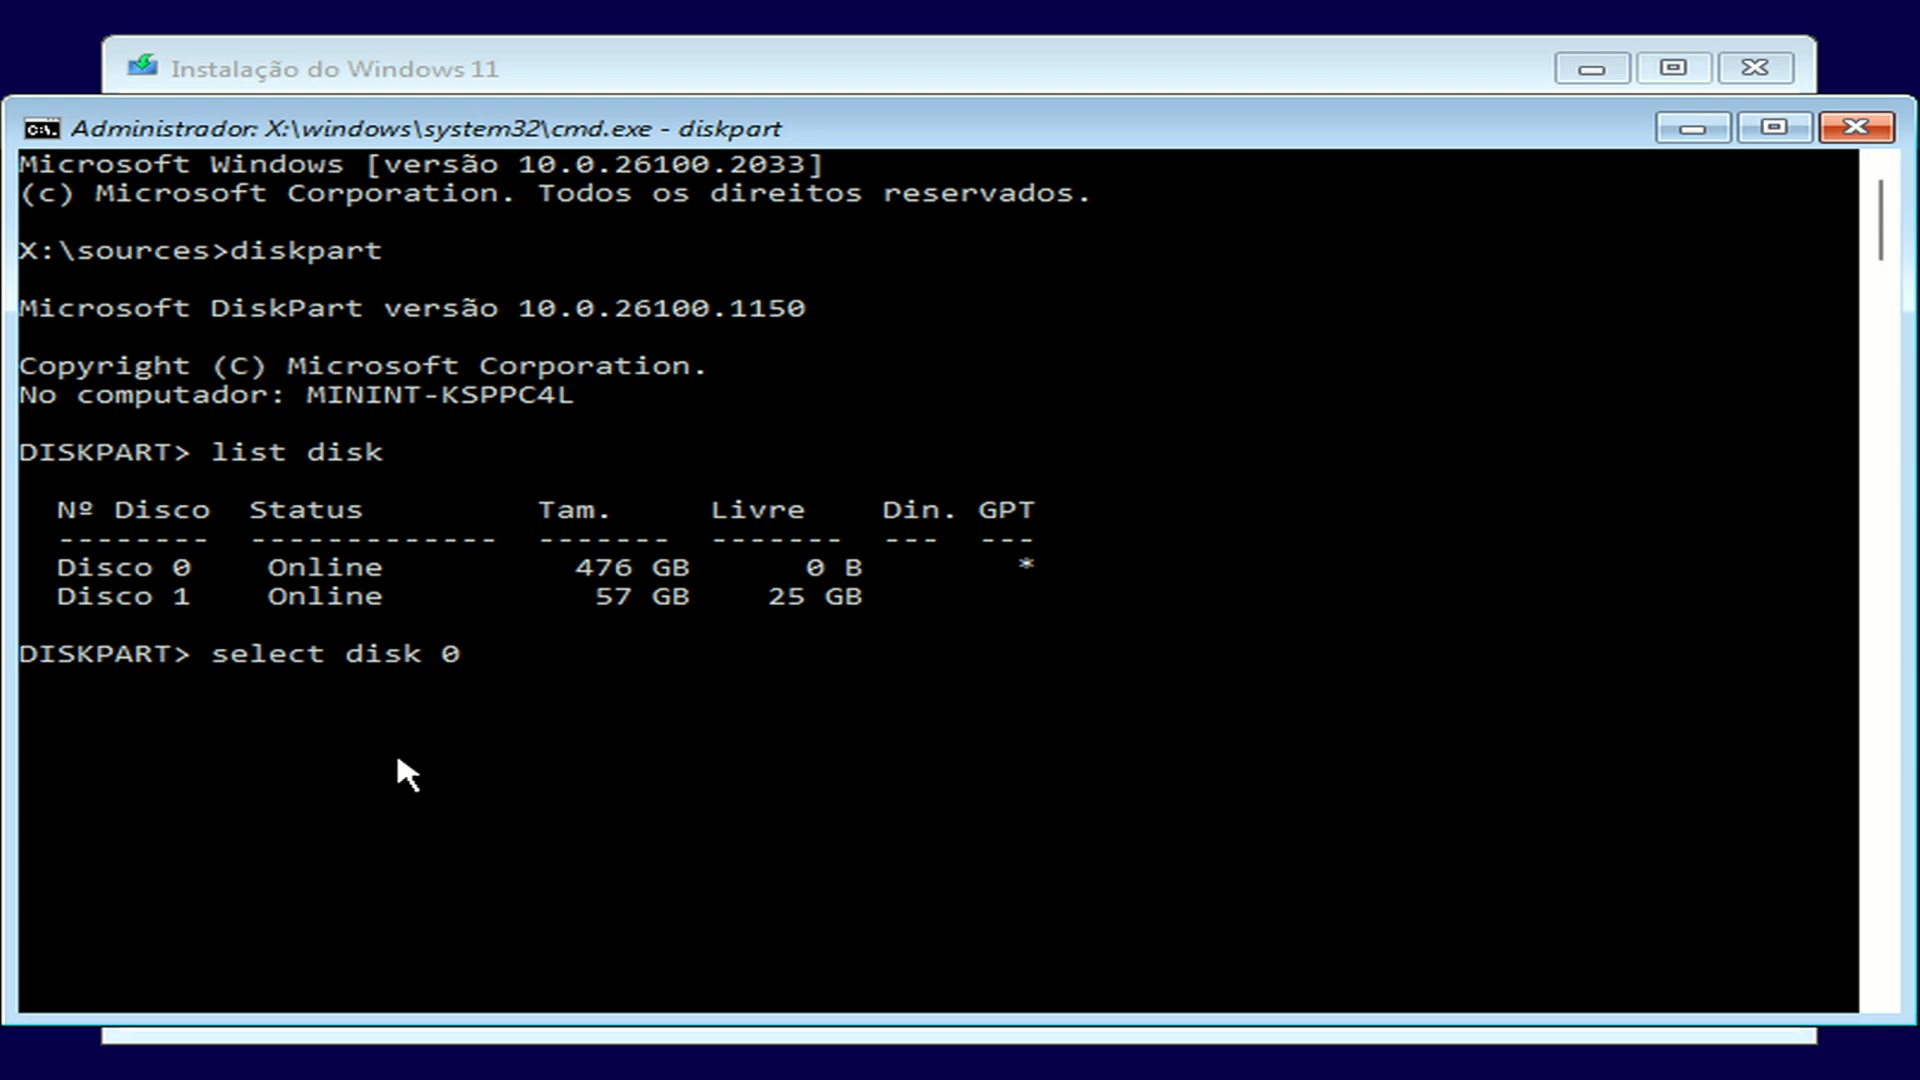 Instalação do Windows 11
Administrador: X:\windows\system32\cmd.exe - diskpart
Microsoft Windows [versão 10.0.26100.2033]
(c) Microsoft Corporation. Todos os direitos reservados.
X:\sources>diskpart
Microsoft DiskPart versão 10.0.26100.1150
Copyright (C) Microsoft Corporation.
No computador: MININT-KSPPC4L
DISKPART> list disk
Nº Disco  Status         Tam.     Livre    Din. GPT
--------  -------------  -------  -------  ---  ---
Disco 0    Online          476 GB      0 B        *
Disco 1    Online           57 GB    25 GB
DISKPART> select disk 0